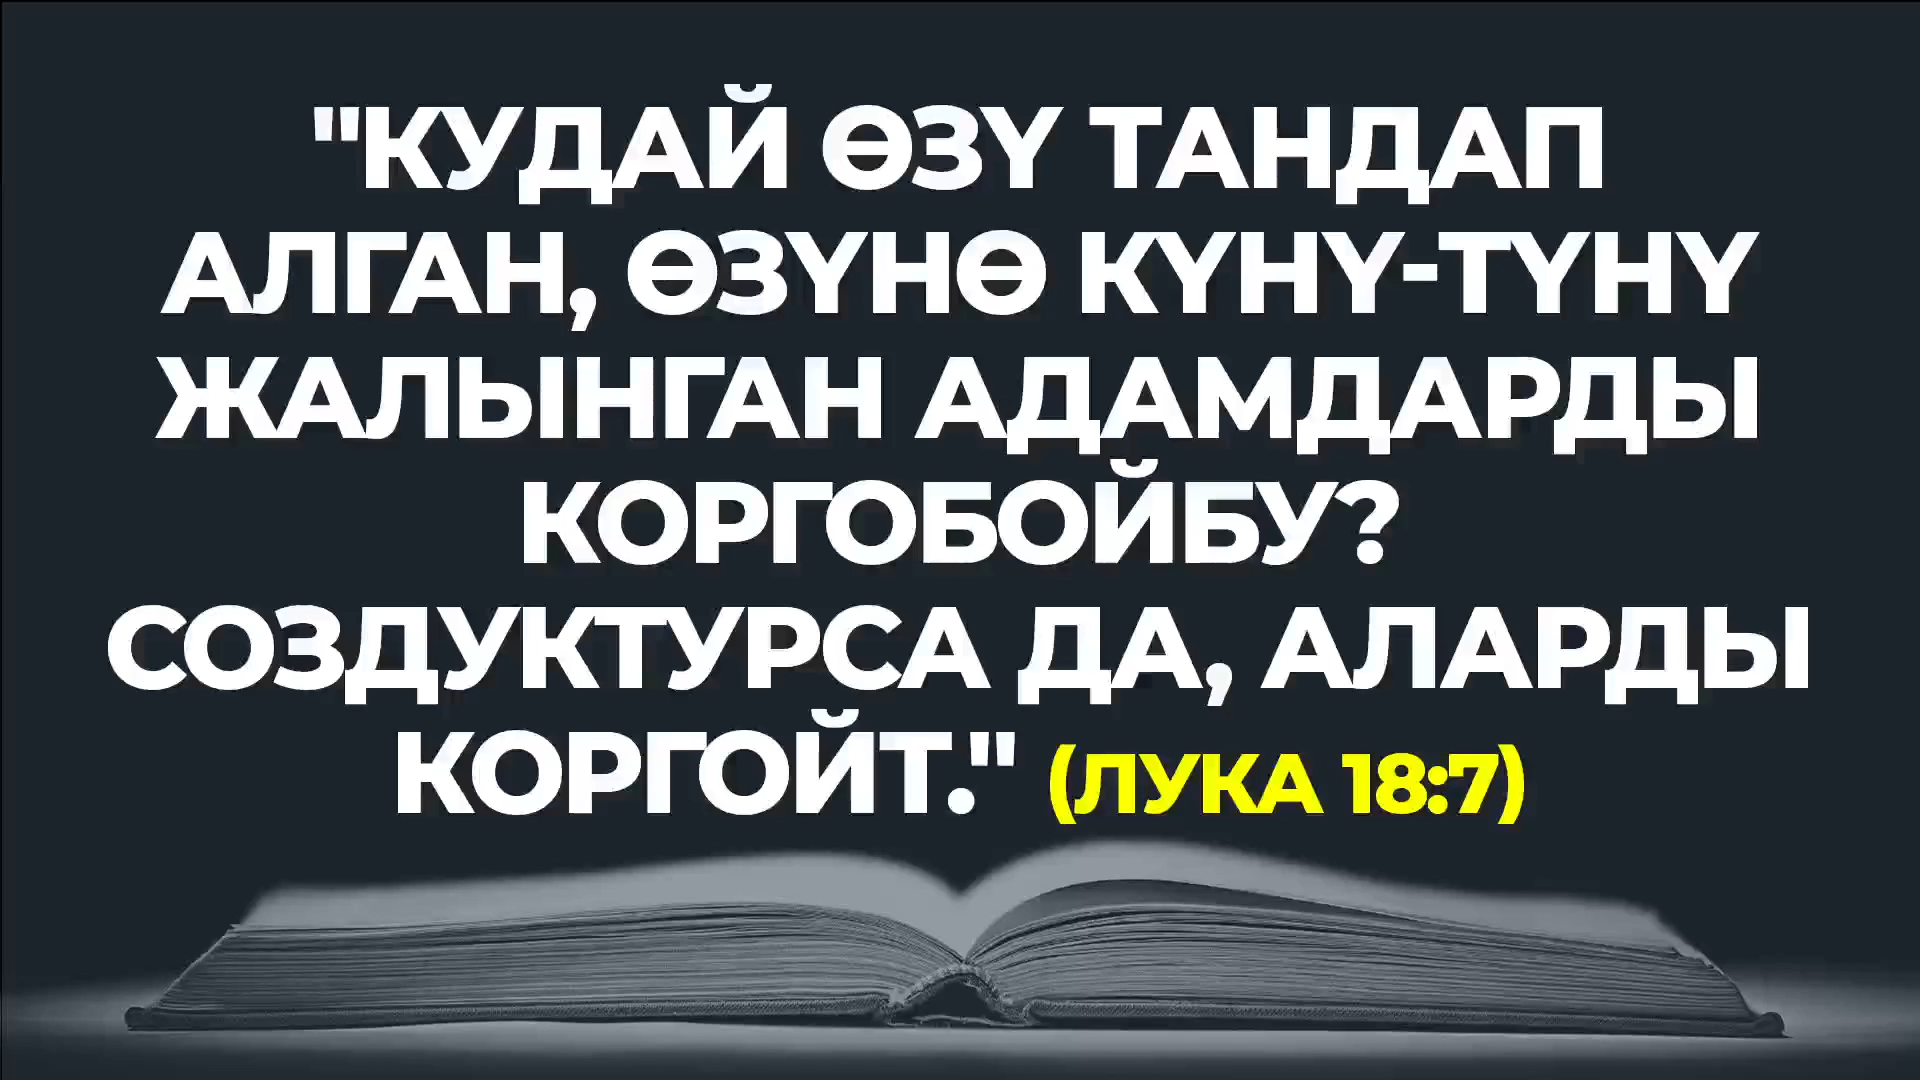 "КУДАЙ ӨЗҮ ТАНДАП
АЛГАН, ӨЗҮНӨ КҮНҮ-ТҮНҮ
ЖАЛЫНГАН АДАМДАРДЫ
КОРГОБОЙБУ?
СОЗДУКТУРСА ДА, АЛАРДЫ
КОРГОЙТ." (ЛУКА 18:7)